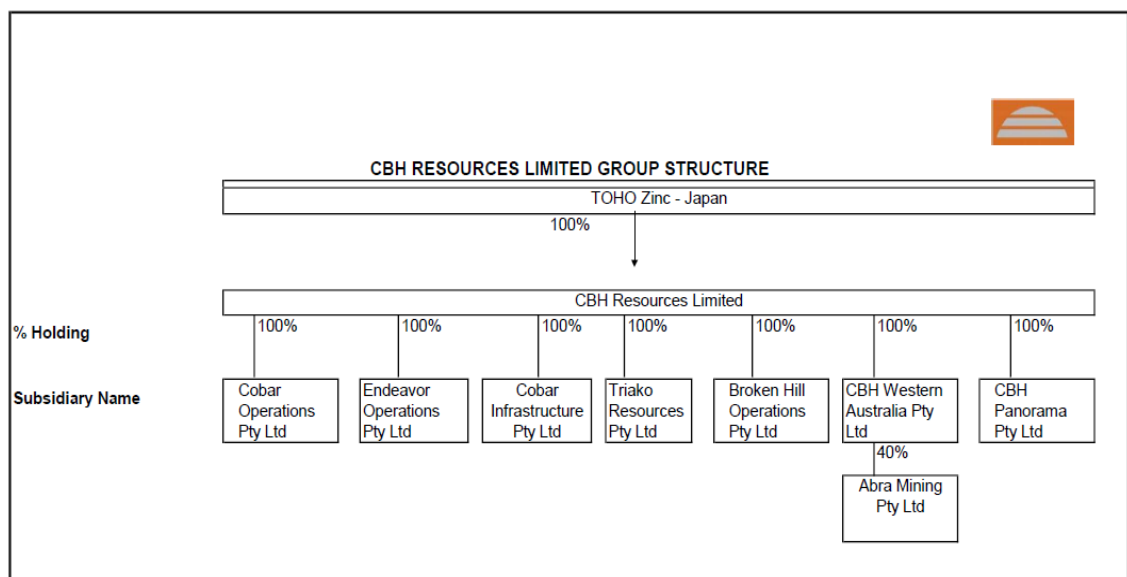 CBH RESOURCES LIMITED GROUP STRUCTURE
TOHO Zinc - Japan
100%
CBH Resources Limited
% Holding
100% 100% 100% 100% 100% 100% 100%
Subsidiary Name
Cobar
Operations
Pty Ltd
Endeavor
Operations
Pty Ltd
Cobar
Infrastructure
Pty Ltd
Triako
Resources
Pty Ltd
Broken Hill
Operations
Pty Ltd
CBH Western
Australia Pty
Ltd
CBH
Panorama
Pty Ltd
40%
Abra Mining
Pty Ltd